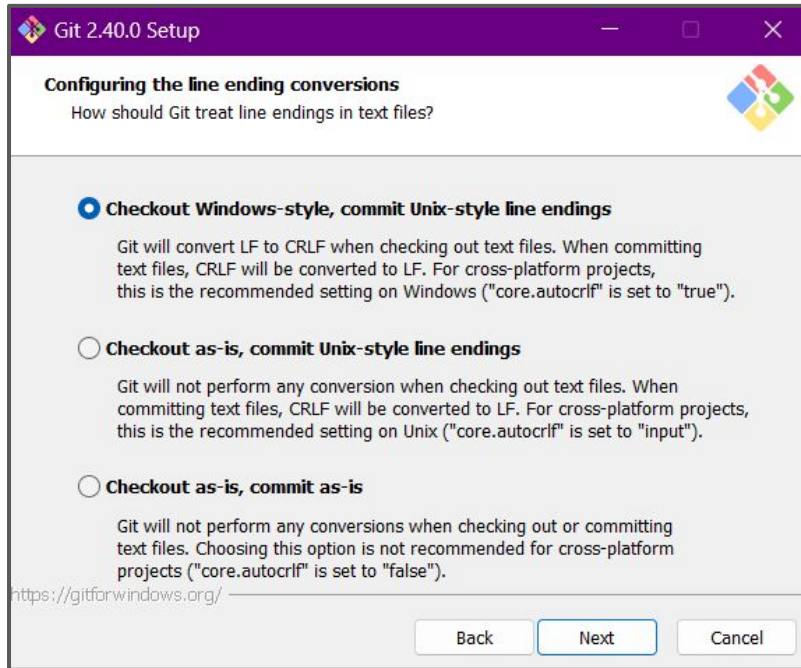 Git 2.40.0 Setup
Configuring the line ending conversions
How should Git treat line endings in text files?
Checkout Windows-style, commit Unix-style line endings
Git will convert LF to CRLF when checking out text files. When committing
text files, CRLF will be converted to LF. For cross-platform projects,
this is the recommended setting on Windows ("core.autocrlf" is set to "true").
Checkout as-is, commit Unix-style line endings
Git will not perform any conversion when checking out text files. When
committing text files, CRLF will be converted to LF. For cross-platform projects,
this is the recommended setting on Unix ("core.autocrlf" is set to "input").
Checkout as-is, commit as-is
Git will not perform any conversions when checking out or committing
text files. Choosing this option is not recommended for cross-platform
projects ("core.autocrlf" is set to "false").
https://gitforwindows.org/
Back Next Cancel